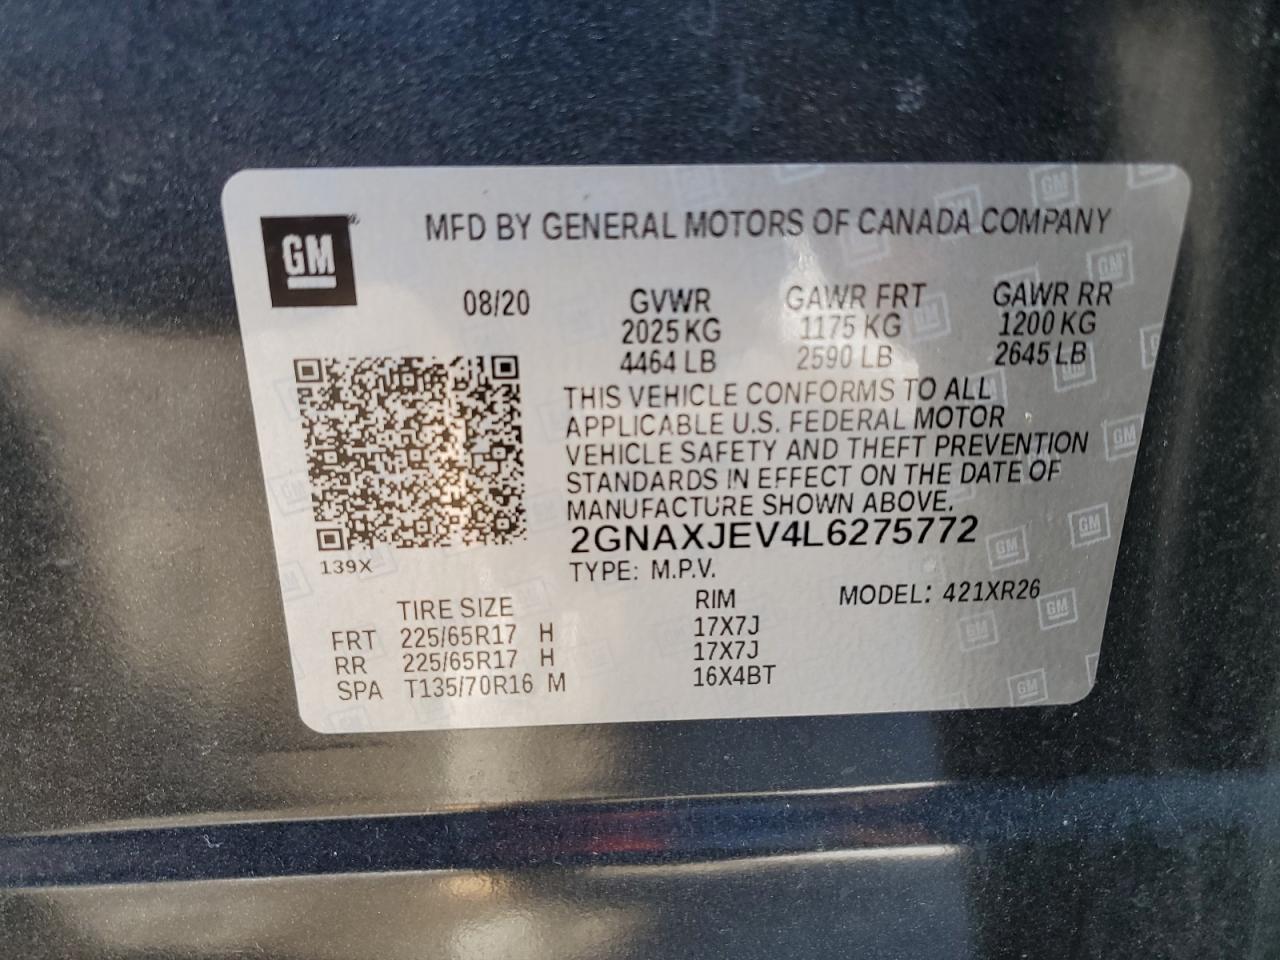 GM
MFD BY GENERAL MOTORS OF CANADA COMPANY
08/20 GVWR GAWR FRT GAWR RR
2025 KG 1175 KG 1200 KG
4464 LB 2590 LB 2645 LB
THIS VEHICLE CONFORMS TO ALL
APPLICABLE U.S. FEDERAL MOTOR
VEHICLE SAFETY AND THEFT PREVENTION
STANDARDS IN EFFECT ON THE DATE OF
MANUFACTURE SHOWN ABOVE.
2GNAXJEV4L6275772
139X
TYPE: M.P.V.
TIRE SIZE RIM MODEL: 421XR26
FRT 225/65R17 H 17X7J
RR 225/65R17 H 17X7J
SPA T135/70R16 M 16X4BT